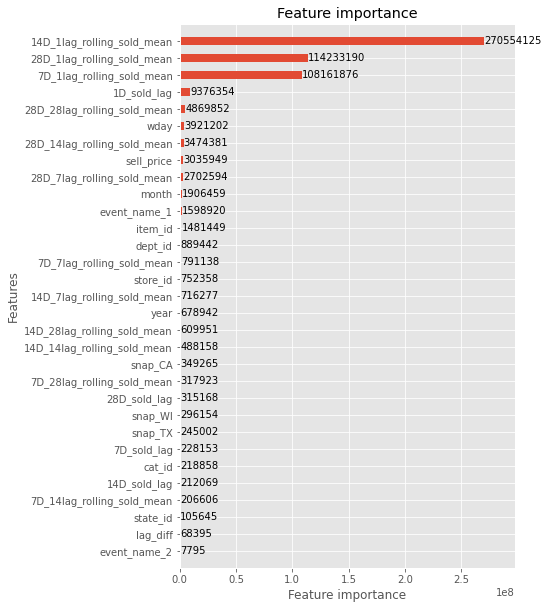 Feature importance
14D_1lag_rolling_sold_mean 270554125
28D_1lag_rolling_sold_mean 114233190
7D_1lag_rolling_sold_mean 108161876
1D_sold_lag 9376354
28D_28lag_rolling_sold_mean 4869852
wday 3921202
28D_14lag_rolling_sold_mean 3474381
sell_price 3035949
28D_7lag_rolling_sold_mean 2702594
month 1906459
event_name_1 1598920
item_id 1481449
dept_id 889442
7D_7lag_rolling_sold_mean 791138
store_id 752358
14D_7lag_rolling_sold_mean 716277
year 678942
14D_28lag_rolling_sold_mean 609951
14D_14lag_rolling_sold_mean 488158
snap_CA 349265
7D_28lag_rolling_sold_mean 317923
28D_sold_lag 315168
snap_WI 296154
snap_TX 245002
7D_sold_lag 228153
cat_id 218858
14D_sold_lag 212069
7D_14lag_rolling_sold_mean 206606
state_id 105645
lag_diff 68395
event_name_2 7795
Features
0.0 0.5 1.0 1.5 2.0 2.5
1e8
Feature importance